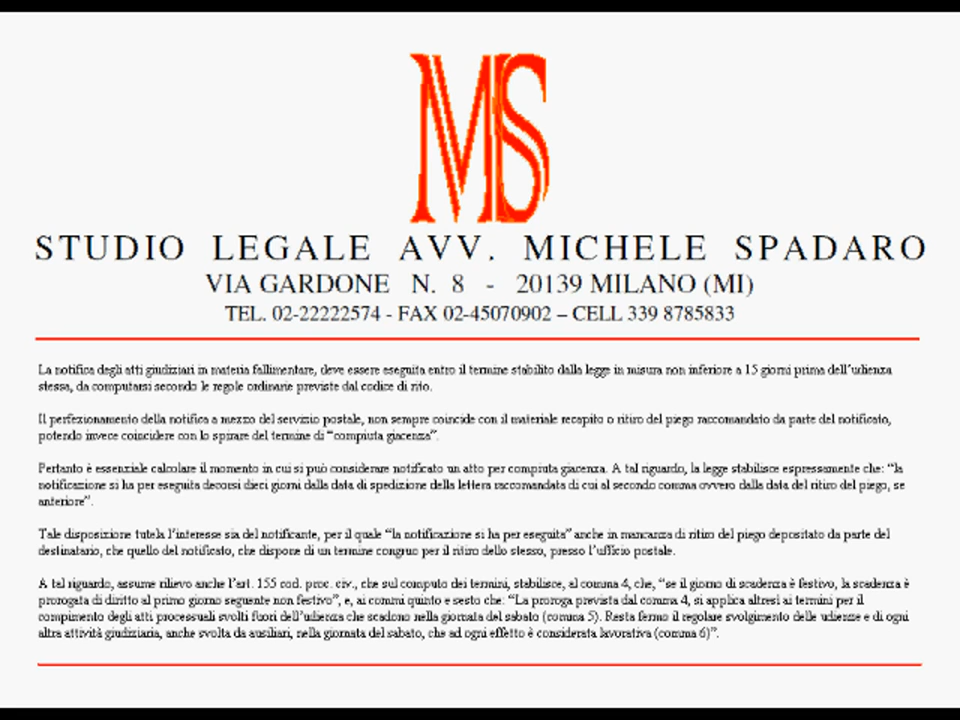 MS
STUDIO LEGALE AVV. MICHELE SPADARO
VIA GARDONE N. 8 - 20139 MILANO (MI)
TEL. 02-22222574 - FAX 02-45070902 – CELL 339 8785833
La notifica degli atti giudiziari in materia fallimentare, deve essere eseguita entro il termine stabilito dalla legge in misura non inferiore a 15 giorni prima dell'udienza
stessa, da computarsi secondo le regole ordinarie previste dal codice di rito.
Il perfezionamento della notifica a mezzo del servizio postale, non sempre coincide con il materiale recapito o ritiro del piego raccomandato da parte del notificato,
potendo invece coincidere con lo spirare del termine di “compiuta giacenza”.
Pertanto è essenziale calcolare il momento in cui si può considerare notificato un atto per compiuta giacenza. A tal riguardo, la legge stabilisce espressamente che: “la
notificazione si ha per eseguita decorsi dieci giorni dalla data di spedizione della lettera raccomandata di cui al secondo comma ovvero dalla data del ritiro del piego, se
anteriore”.
Tale disposizione tutela l'interesse sia del notificante, per il quale “la notificazione si ha per eseguita” anche in mancanza di ritiro del piego depositato da parte del
destinatario, che quello del notificato, che dispone di un termine congruo per il ritiro dello stesso, presso l'ufficio postale.
A tal riguardo, assume rilievo anche l'art. 155 cod. proc. civ., che sul computo dei termini, stabilisce, al comma 4, che, “se il giorno di scadenza è festivo, la scadenza è
prorogata di diritto al primo giorno seguente non festivo”, e, ai commi quinto e sesto che: “La proroga prevista dal comma 4, si applica altresì ai termini per il
compimento degli atti processuali svolti fuori dell'udienza che scadono nella giornata del sabato (comma 5). Resta fermo il regolare svolgimento delle udienze e di ogni
altra attività giudiziaria, anche svolta da ausiliari, nella giornata del sabato, che ad ogni effetto è considerata lavorativa (comma 6)”.